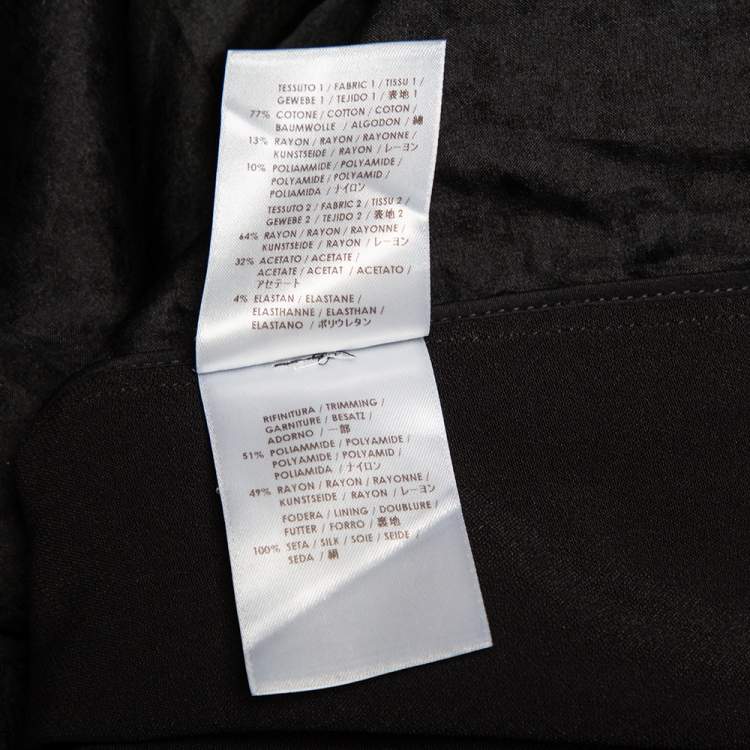 TESSUTO 1 / FABRIC 1 / TISSU 1 /
GEWEBE 1 / TEJIDO 1 / 表地 1
77% COTONE / COTTON / COTON /
BAUMWOLLE / ALGODON / 綿
13% RAYON / RAYON / RAYONNE /
KUNSTSEIDE / RAYON / レーヨン
10% POLIAMMIDE / POLYAMIDE /
POLYAMIDE / POLYAMID /
POLIAMIDA / ナイロン
TESSUTO 2 / FABRIC 2 / TISSU 2 /
GEWEBE 2 / TEJIDO 2 / 表地 2
64% RAYON / RAYON / RAYONNE /
KUNSTSEIDE / RAYON / レーヨン
32% ACETATO / ACETATE /
ACETATE / ACETAT / ACETATO /
アセテート
4% ELASTAN / ELASTANE /
ELASTHANNE / ELASTHAN /
ELASTANO / ポリウレタン
RIFINITURA / TRIMMING /
GARNITURE / BESATZ /
ADORNO / 一部
51% POLIAMMIDE / POLYAMIDE /
POLYAMIDE / POLYAMID /
POLIAMIDA / ナイロン
49% RAYON / RAYON / RAYONNE /
KUNSTSEIDE / RAYON / レーヨン
FODERA / LINING / DOUBLURE /
FUTTER / FORRO / 裏地
100% SETA / SILK / SOIE / SEIDE /
SEDA / 絹